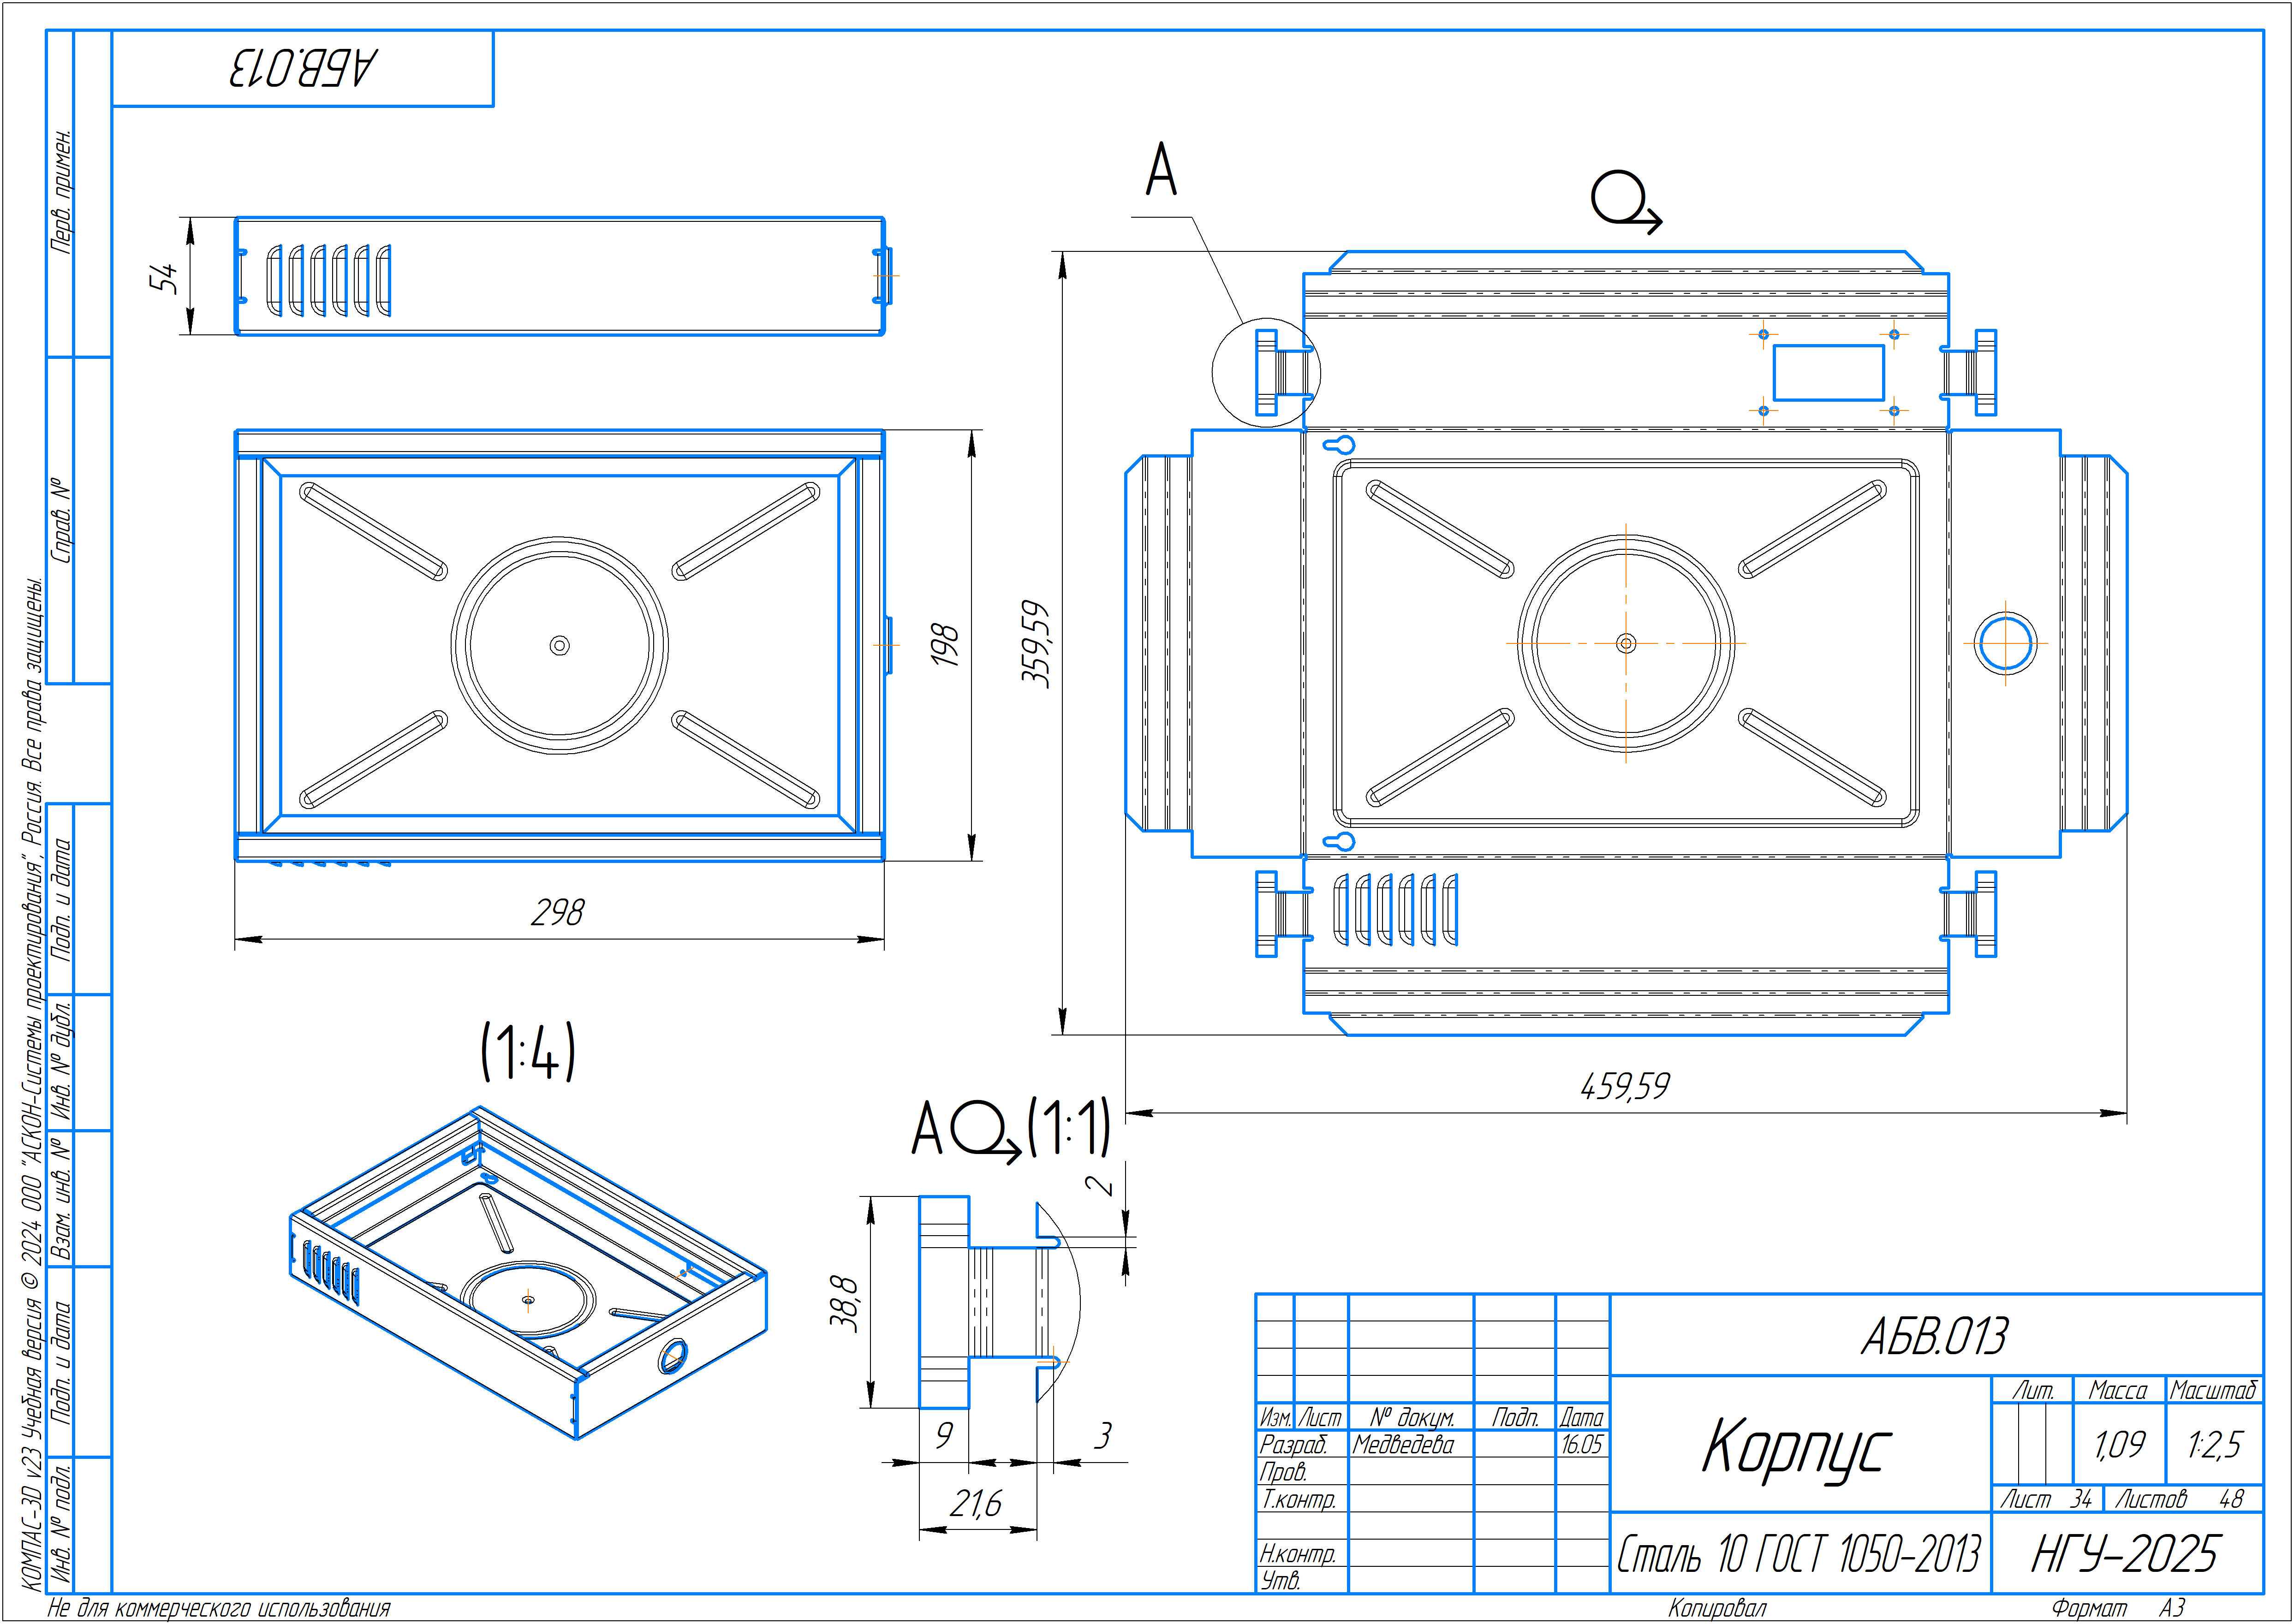 АБВ.013
Перв. примен.
Справ. №
Подп. и дата
Инв. № дубл.
Взам. инв. №
Подп. и дата
Инв. № подл.
КОМПАС-3D v23 Учебная версия © 2024 ООО "АСКОН-Системы проектирования", Россия. Все права защищены.
54
198
298
А
359,59
459,59
(1:4)
А (1:1)
2
38,8
9
3
21,6
АБВ.013
Лит. Масса Масштаб
Изм. Лист № докум. Подп. Дата
Разраб. Медведева 16.05
Пров.
Т.контр.
Н.контр.
Утв.
Корпус
1,09 1:2,5
Лист 34 Листов 48
Сталь 10 ГОСТ 1050-2013
НГУ-2025
Не для коммерческого использования
Копировал
Формат А3